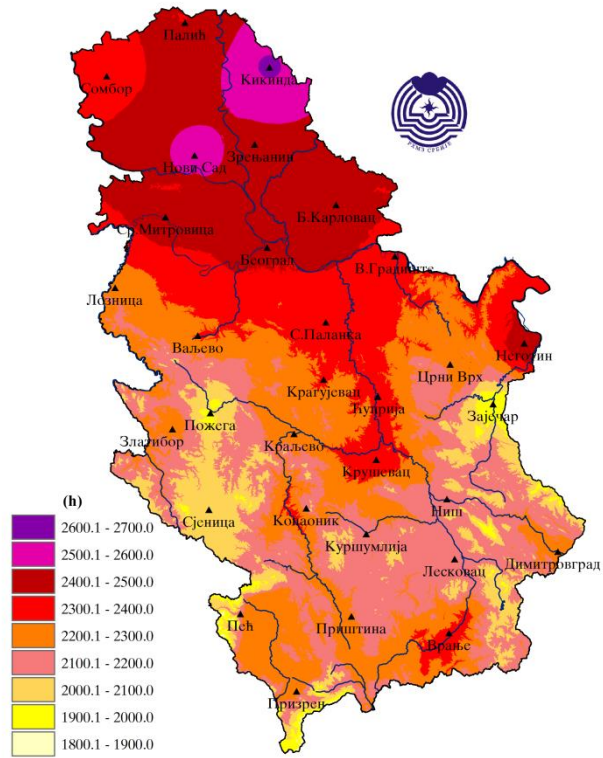 Палић
Сомбор
Кикинда
Нови Сад
Зрењанин
Б.Карловац
Ср.Митровица
Београд
В.Градиште
Лозница
С.Паланка
Ваљево
Неготин
Црни Врх
Крагујевац
Ћуприја
Зајечар
Пожега
Златибор
Краљево
Крушевац
Ниш
Сјеница
Копаоник
Куршумлија
Димитровград
Лесковац
Пећ
Приштина
Врање
Призрен
РХМЗ СРБИЈЕ
(h)
2600.1 - 2700.0
2500.1 - 2600.0
2400.1 - 2500.0
2300.1 - 2400.0
2200.1 - 2300.0
2100.1 - 2200.0
2000.1 - 2100.0
1900.1 - 2000.0
1800.1 - 1900.0